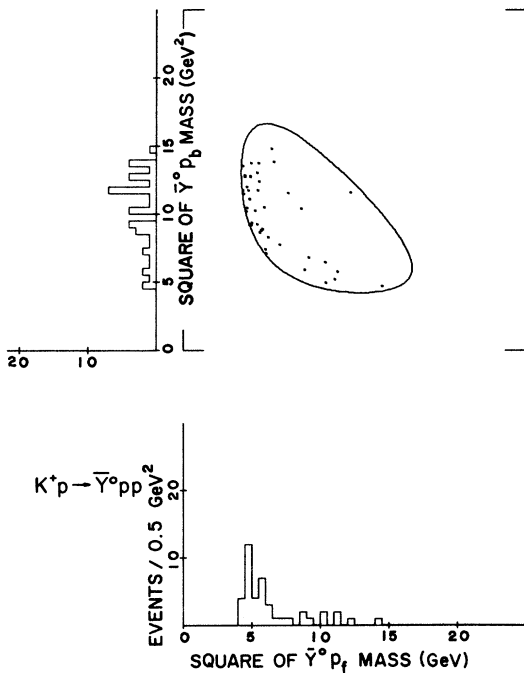 SQUARE OF Ȳ° p_b MASS (GeV²)
0 5 10 15 20
20 10 0
K⁺p → Ȳ°pp
EVENTS / 0.5 GeV²
10 20
0 5 10 15 20
SQUARE OF Ȳ° p_f MASS (GeV)